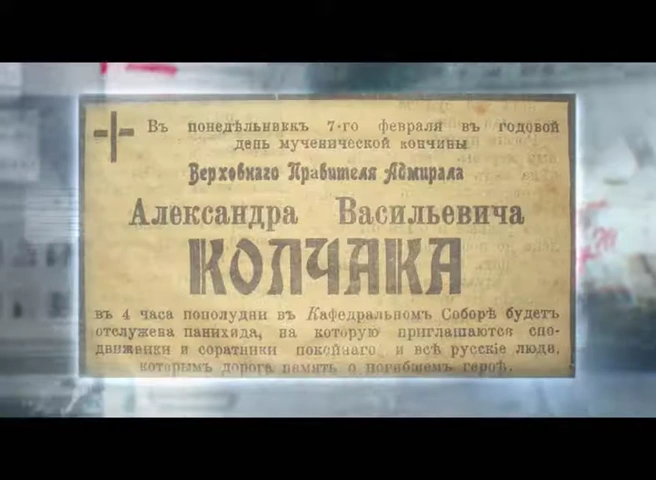 Въ понедѣльникъ 7-го февраля въ годовой
день мученической кончины
Верховнаго Правителя Адмирала
Александра Васильевича
КОЛЧАКА
въ 4 часа пополудни въ Кафедральномъ Соборѣ будетъ
отслужена панихида, на которую приглашаются спо-
движники и соратники покойнаго и всѣ русскіе люди,
которымъ дорога память о погибшемъ героѣ.